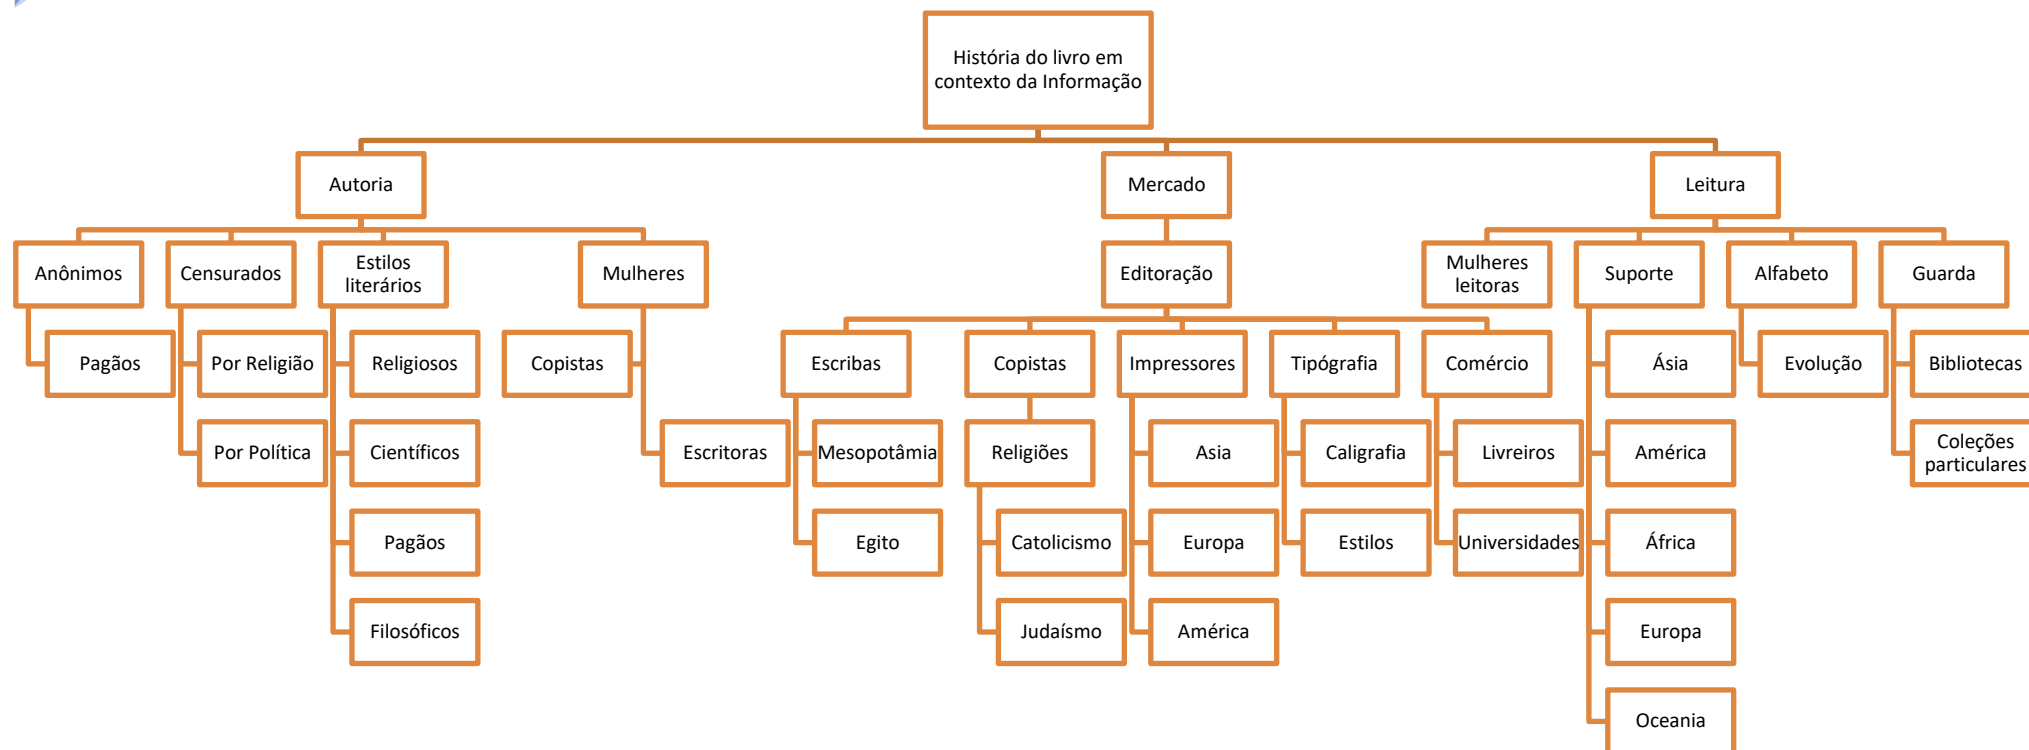 História do livro em
contexto da Informação
Autoria
Mercado
Leitura
Anônimos
Censurados
Estilos
literários
Mulheres
Editoração
Mulheres
leitoras
Suporte
Alfabeto
Guarda
Pagãos
Por Religião
Religiosos
Copistas
Escribas
Copistas
Impressores
Tipógrafia
Comércio
Ásia
Evolução
Bibliotecas
Por Política
Científicos
Escritoras
Mesopotâmia
Religiões
Asia
Caligrafia
Livreiros
América
Coleções
particulares
Pagãos
Egito
Catolicismo
Europa
Estilos
Universidades
África
Filosóficos
Judaísmo
América
Europa
Oceania